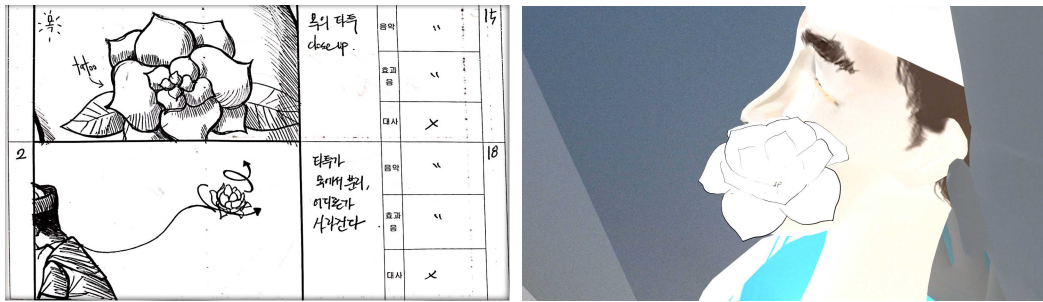 목
tatoo
목의 타투
close up.
음악 "
효과
음 "
대사 ×
15
2
타투가
목에서 분리,
어디론가
사라진다
음악 "
효과
음 "
대사 ×
18